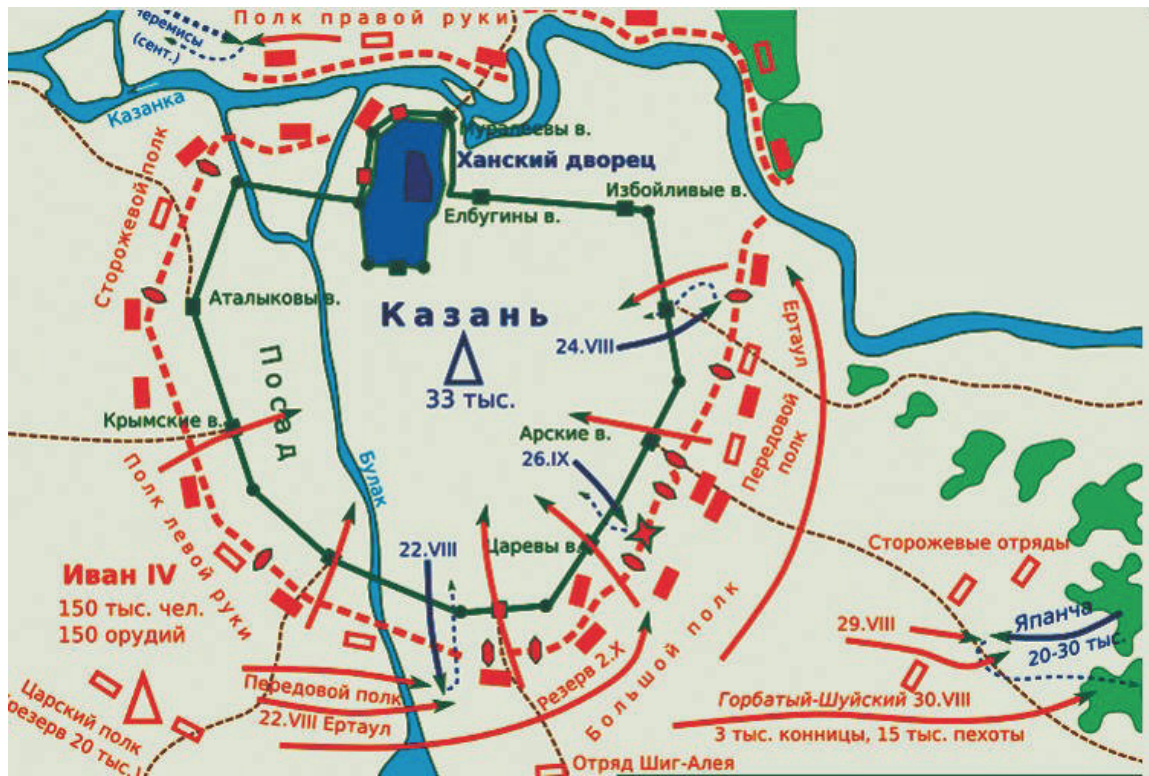 Полк правой руки
черемисы
(сент.)
Казанка
Муралеевы в.
Ханский дворец
Избойливые в.
Елбугины в.
Сторожевой полк
Аталыковы в.
Казань
33 тыс.
24.VIII
Ертаул
Посад
Крымские в.
Арские в.
26.IX
Передовой
полк
Полк левой руки
Булак
22.VIII
Царевы в.
Сторожевые отряды
Иван IV
150 тыс. чел.
150 орудий
Япанча
20-30 тыс.
29.VIII
Большой полк
Резерв 2.X
Передовой полк
22.VIII Ертаул
Царский полк
резерв 20 тыс.
Горбатый-Шуйский 30.VIII
3 тыс. конницы, 15 тыс. пехоты
Отряд Шиг-Алея